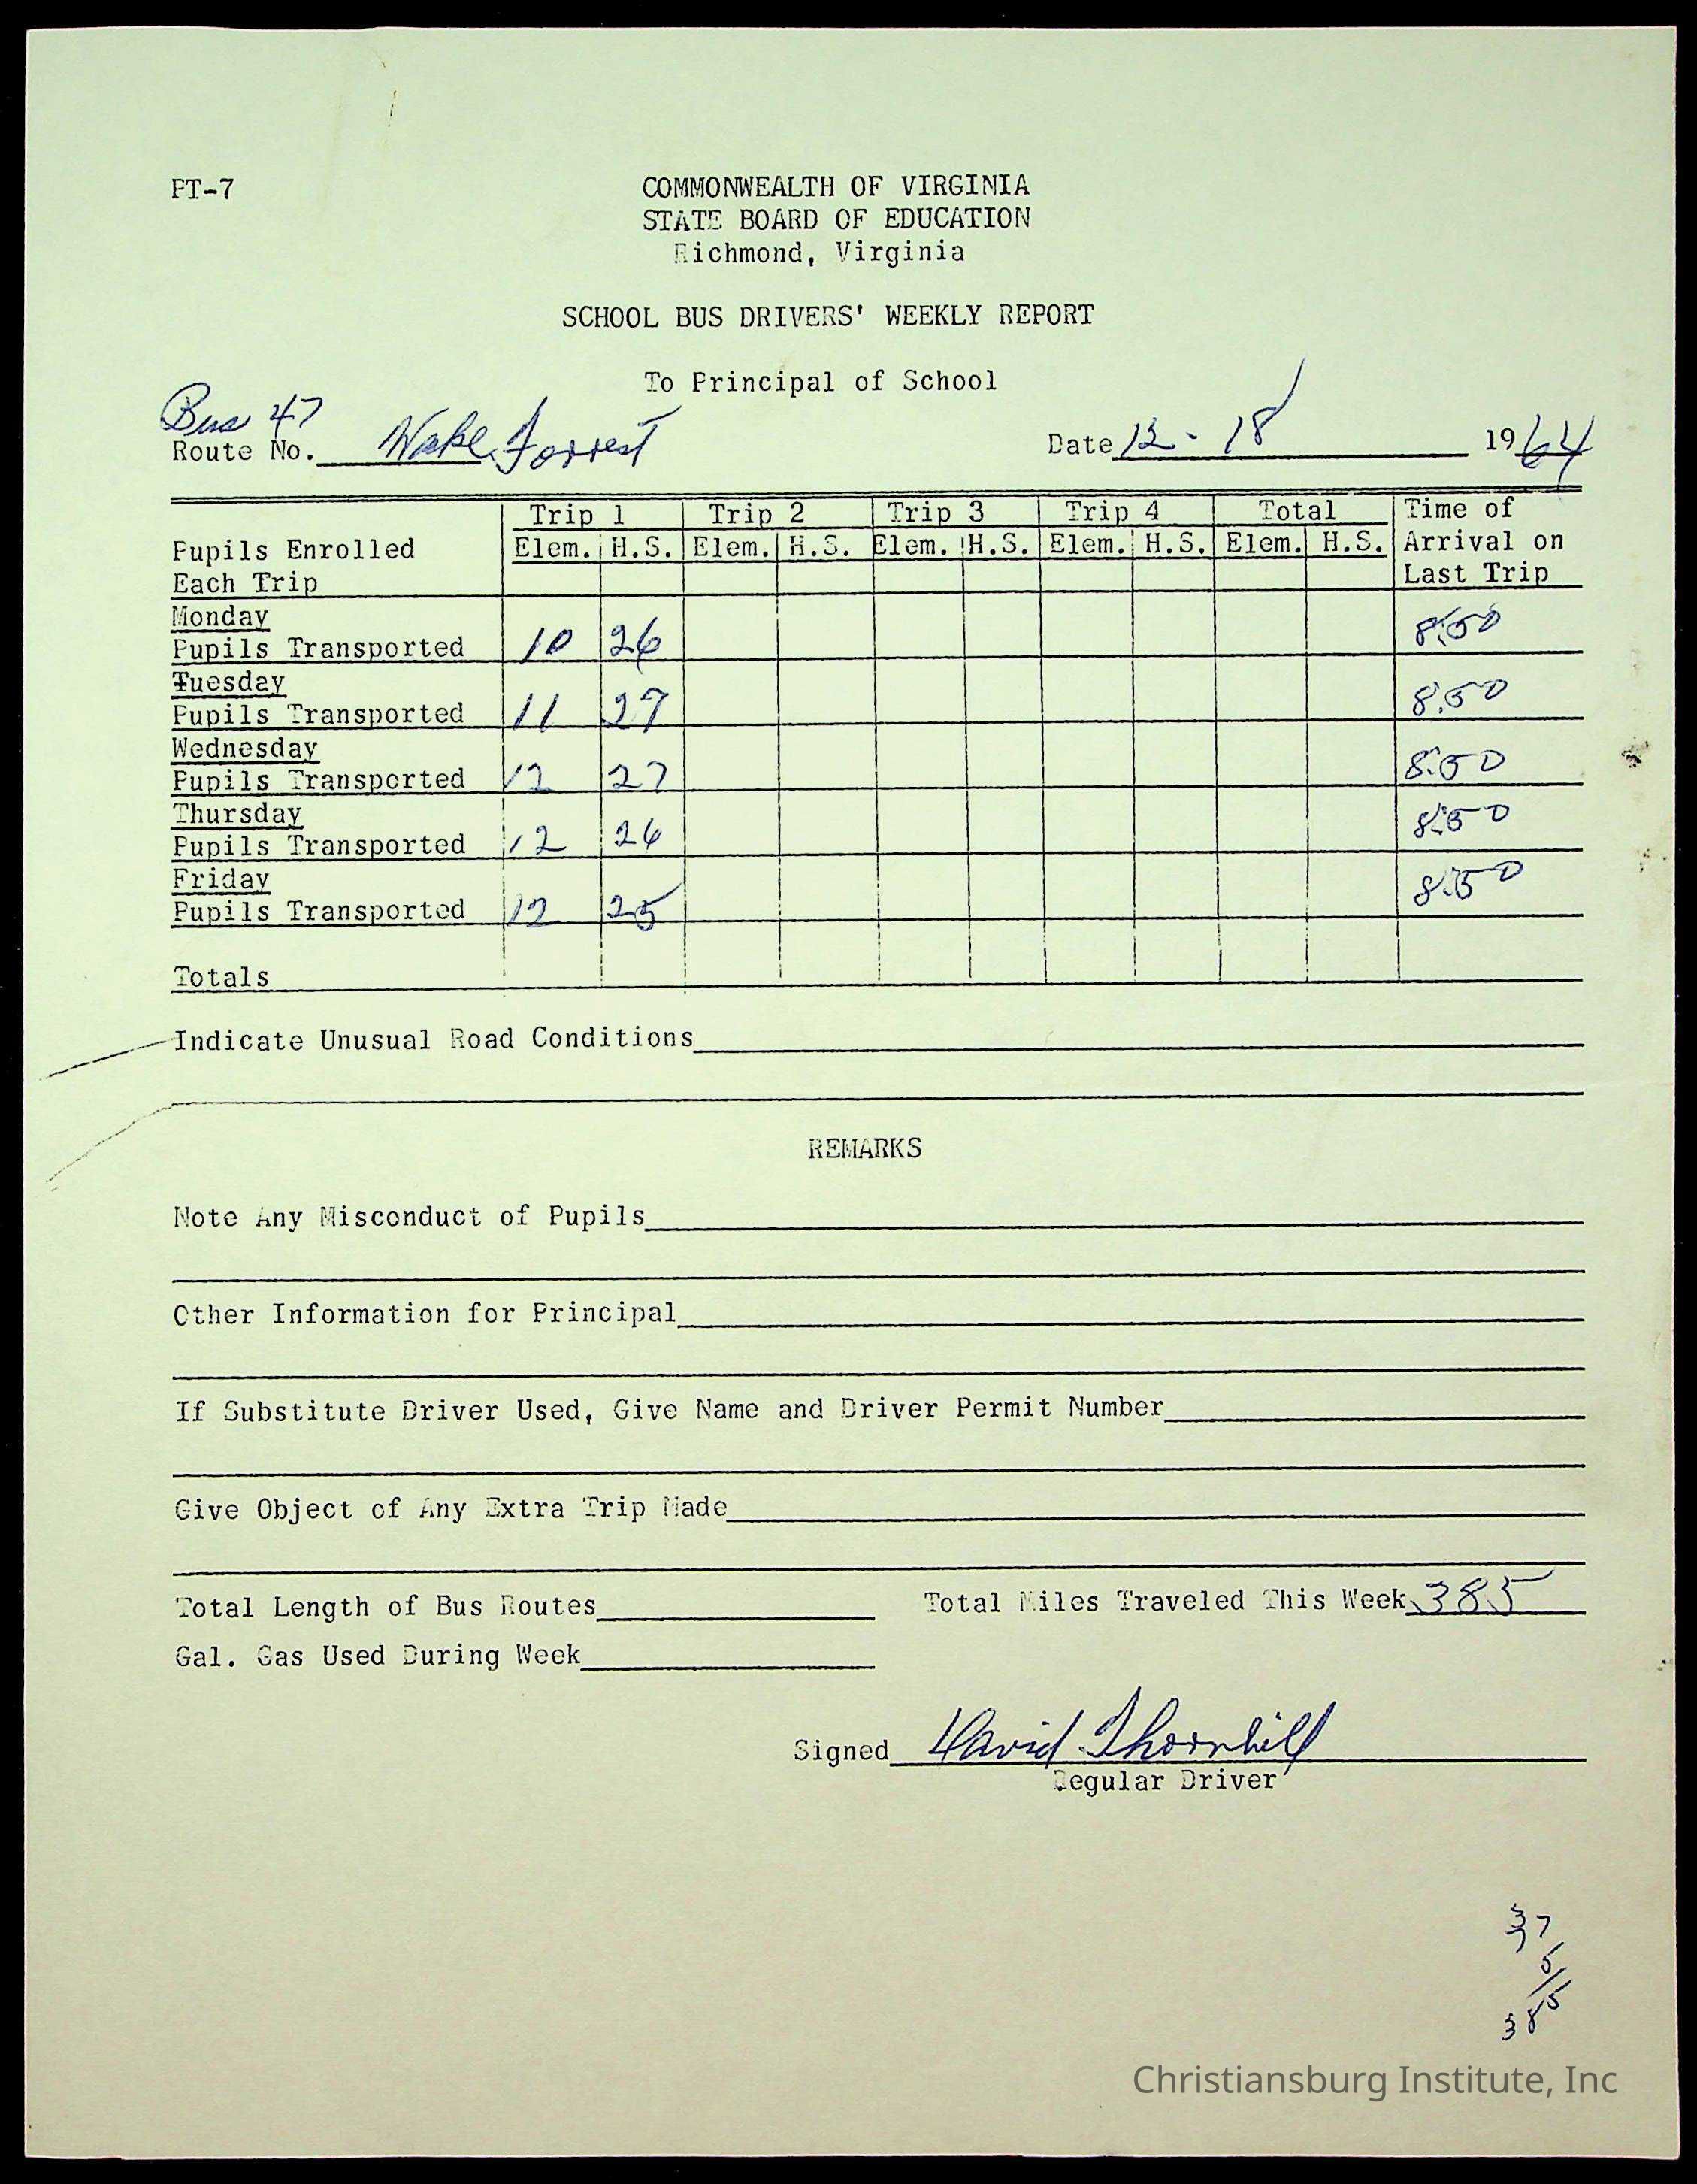 PT-7
COMMONWEALTH OF VIRGINIA
STATE BOARD OF EDUCATION
Richmond, Virginia
SCHOOL BUS DRIVERS' WEEKLY REPORT
To Principal of School
Bus 47
Route No. Wake Forrest Date 12 - 18 1964
Trip 1 Trip 2 Trip 3 Trip 4 Total Time of
Pupils Enrolled Elem. H.S. Elem. H.S. Elem. H.S. Elem. H.S. Elem. H.S. Arrival on
Each Trip Last Trip
Monday
Pupils Transported 10 26 8:50
Tuesday
Pupils Transported 11 27 8:50
Wednesday
Pupils Transported 12 27 8:50
Thursday
Pupils Transported 12 26 8:50
Friday
Pupils Transported 12 25 8:50
Totals
Indicate Unusual Road Conditions
REMARKS
Note Any Misconduct of Pupils
Other Information for Principal
If Substitute Driver Used, Give Name and Driver Permit Number
Give Object of Any Extra Trip Made
Total Length of Bus Routes Total Miles Traveled This Week 385
Gal. Gas Used During Week
Signed David Thornhill
Regular Driver
5
385
Christiansburg Institute, Inc